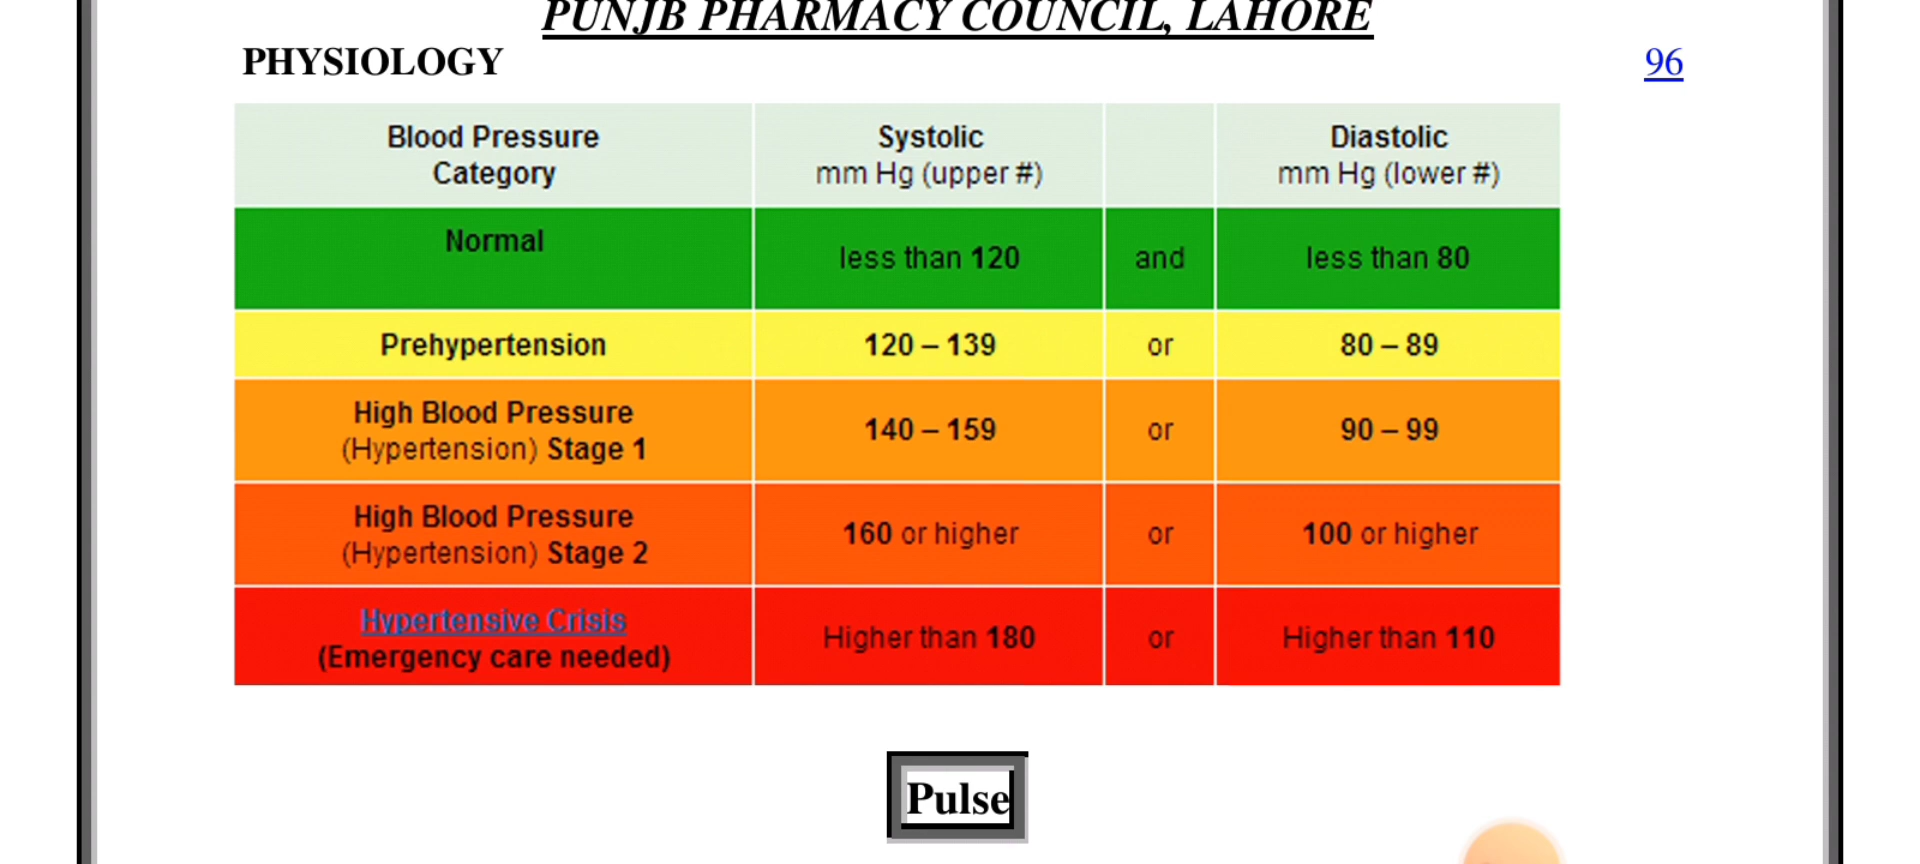 PUNJB PHARMACY COUNCIL, LAHORE
PHYSIOLOGY 96
Blood Pressure Category Systolic mm Hg (upper #) Diastolic mm Hg (lower #)
Normal less than 120 and less than 80
Prehypertension 120 – 139 or 80 – 89
High Blood Pressure (Hypertension) Stage 1 140 – 159 or 90 – 99
High Blood Pressure (Hypertension) Stage 2 160 or higher or 100 or higher
Hypertensive Crisis (Emergency care needed) Higher than 180 or Higher than 110
Pulse